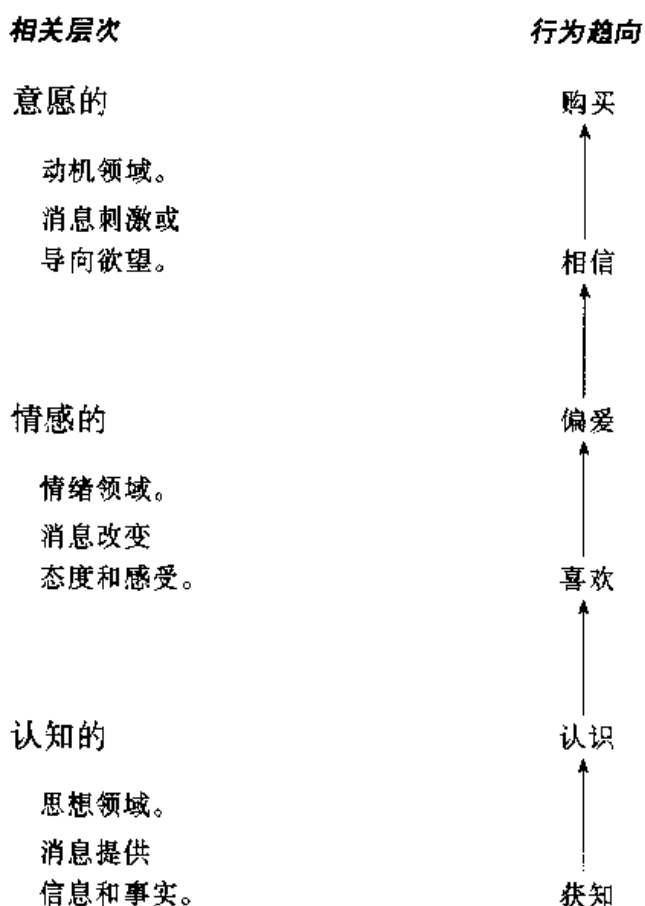 相关层次 行为趋向
意愿的 购买
动机领域。
消息刺激或
导向欲望。 相信
情感的 偏爱
情绪领域。
消息改变
态度和感受。 喜欢
认知的 认识
思想领域。
消息提供
信息和事实。 获知